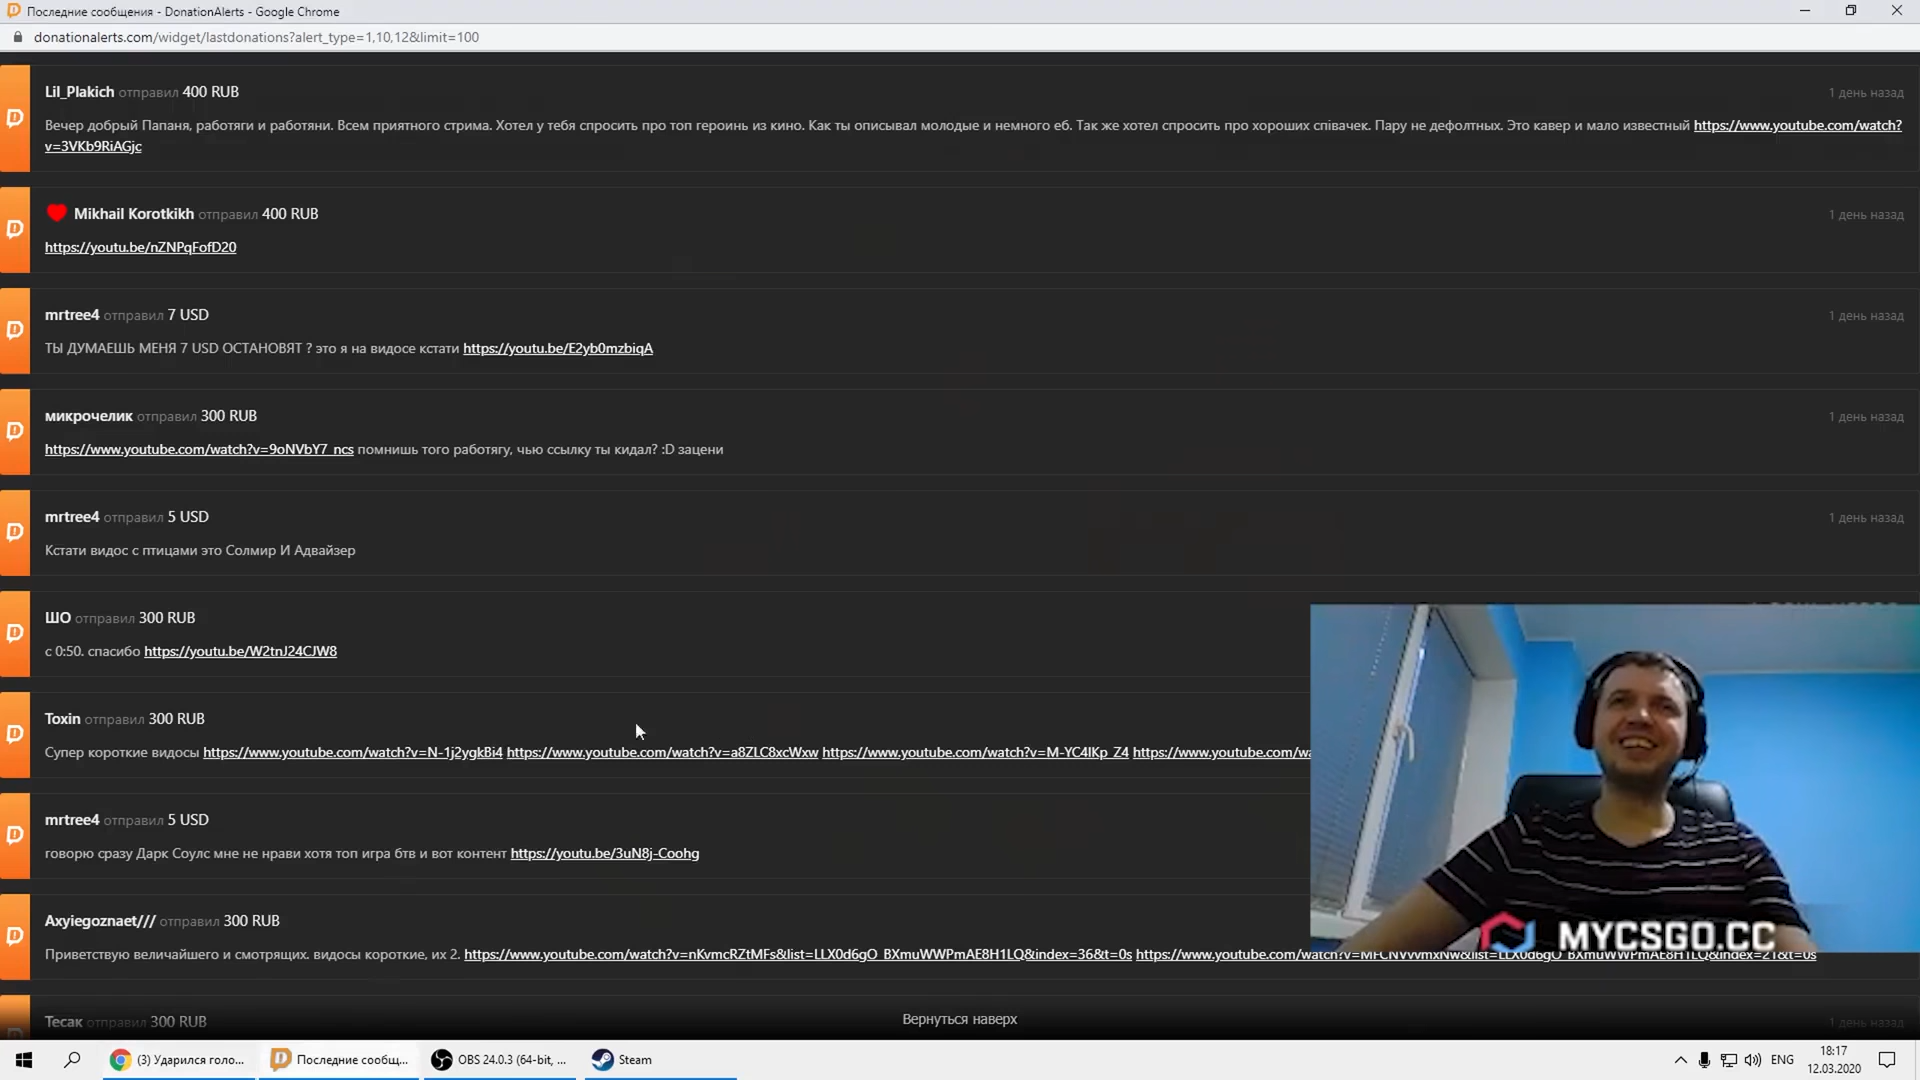 Последние сообщения - DonationAlerts - Google Chrome
donationalerts.com/widget/lastdonations?alert_type=1,10,12&limit=100
Lil_Plakich отправил 400 RUB 1 день назад
Вечер добрый Папаня, работяги и работяни. Всем приятного стрима. Хотел у тебя спросить про топ героинь из кино. Как ты описывал молодые и немного еб. Так же хотел спросить про хороших співачек. Пару не дефолтных. Это кавер и мало известный https://www.youtube.com/watch?
v=3VKb9RiAGjc
Mikhail Korotkikh отправил 400 RUB 1 день назад
https://youtu.be/nZNPqFofD20
mrtree4 отправил 7 USD 1 день назад
ТЫ ДУМАЕШЬ МЕНЯ 7 USD ОСТАНОВЯТ ? это я на видосе кстати https://youtu.be/E2yb0mzbiqA
микрочелик отправил 300 RUB 1 день назад
https://www.youtube.com/watch?v=9oNVbY7_ncs помнишь того работягу, чью ссылку ты кидал? :D зацени
mrtree4 отправил 5 USD 1 день назад
Кстати видос с птицами это Солмир И Адвайзер
ШО отправил 300 RUB
с 0:50. спасибо https://youtu.be/W2tnJ24CJW8
Toxin отправил 300 RUB
Супер короткие видосы https://www.youtube.com/watch?v=N-1j2ygkBi4 https://www.youtube.com/watch?v=a8ZLC8xcWxw https://www.youtube.com/watch?v=M-YC4IKp_Z4 https://www.youtube.com/wa
mrtree4 отправил 5 USD
говорю сразу Дарк Соулс мне не нрави хотя топ игра бтв и вот контент https://youtu.be/3uN8j-Coohg
Axyiegoznaet/// отправил 300 RUB
MYCSGO.CC
Приветствую величайшего и смотрящих. видосы короткие, их 2. https://www.youtube.com/watch?v=nKvmcRZtMFs&list=LLX0d6gO_BXmuWWPmAE8H1LQ&index=36&t=0s
Тесак отправил 300 RUB 1 день назад
Вернуться наверх
(3) Ударился голо... Последние сообщ... OBS 24.0.3 (64-bit, ... Steam ENG 18:17
12.03.2020